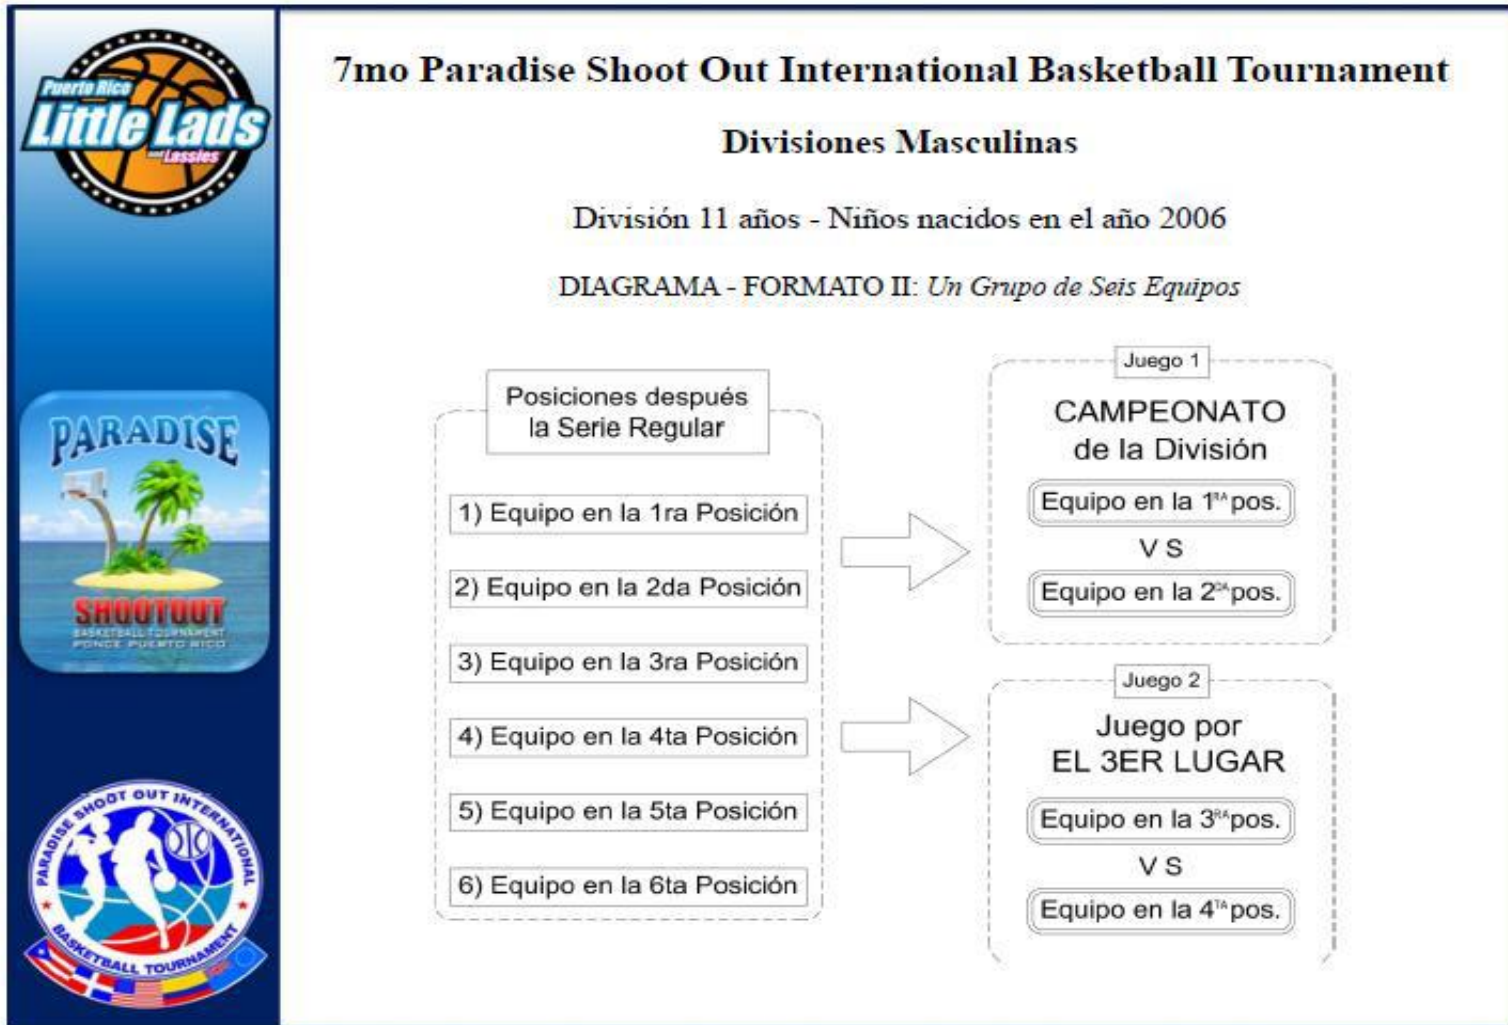 Puerto Rico
Little Lads
and Lassies
PARADISE
SHOOTOUT
BASKETBALL TOURNAMENT
PONCE PUERTO RICO
PARADISE SHOOT OUT INTERNATIONAL
BASKETBALL TOURNAMENT
7mo Paradise Shoot Out International Basketball Tournament
Divisiones Masculinas
División 11 años - Niños nacidos en el año 2006
DIAGRAMA - FORMATO II: Un Grupo de Seis Equipos
Posiciones después
la Serie Regular
1) Equipo en la 1ra Posición
2) Equipo en la 2da Posición
3) Equipo en la 3ra Posición
4) Equipo en la 4ta Posición
5) Equipo en la 5ta Posición
6) Equipo en la 6ta Posición
Juego 1
CAMPEONATO
de la División
Equipo en la 1RA pos.
V S
Equipo en la 2DA pos.
Juego 2
Juego por
EL 3ER LUGAR
Equipo en la 3RA pos.
V S
Equipo en la 4TA pos.